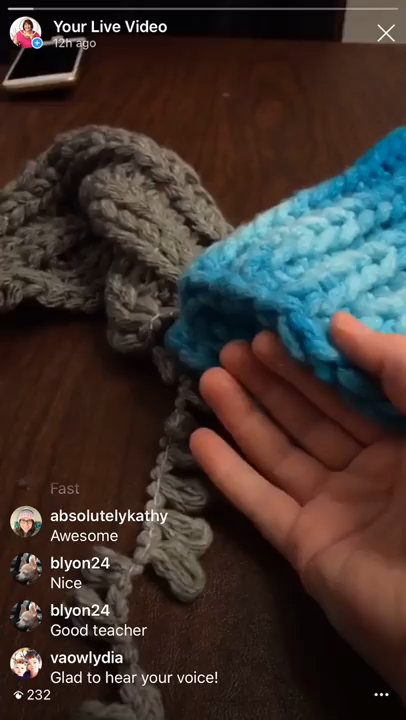 Your Live Video
12h ago
Fast
absolutelykathy
Awesome
blyon24
Nice
blyon24
Good teacher
vaowlydia
Glad to hear your voice!
232